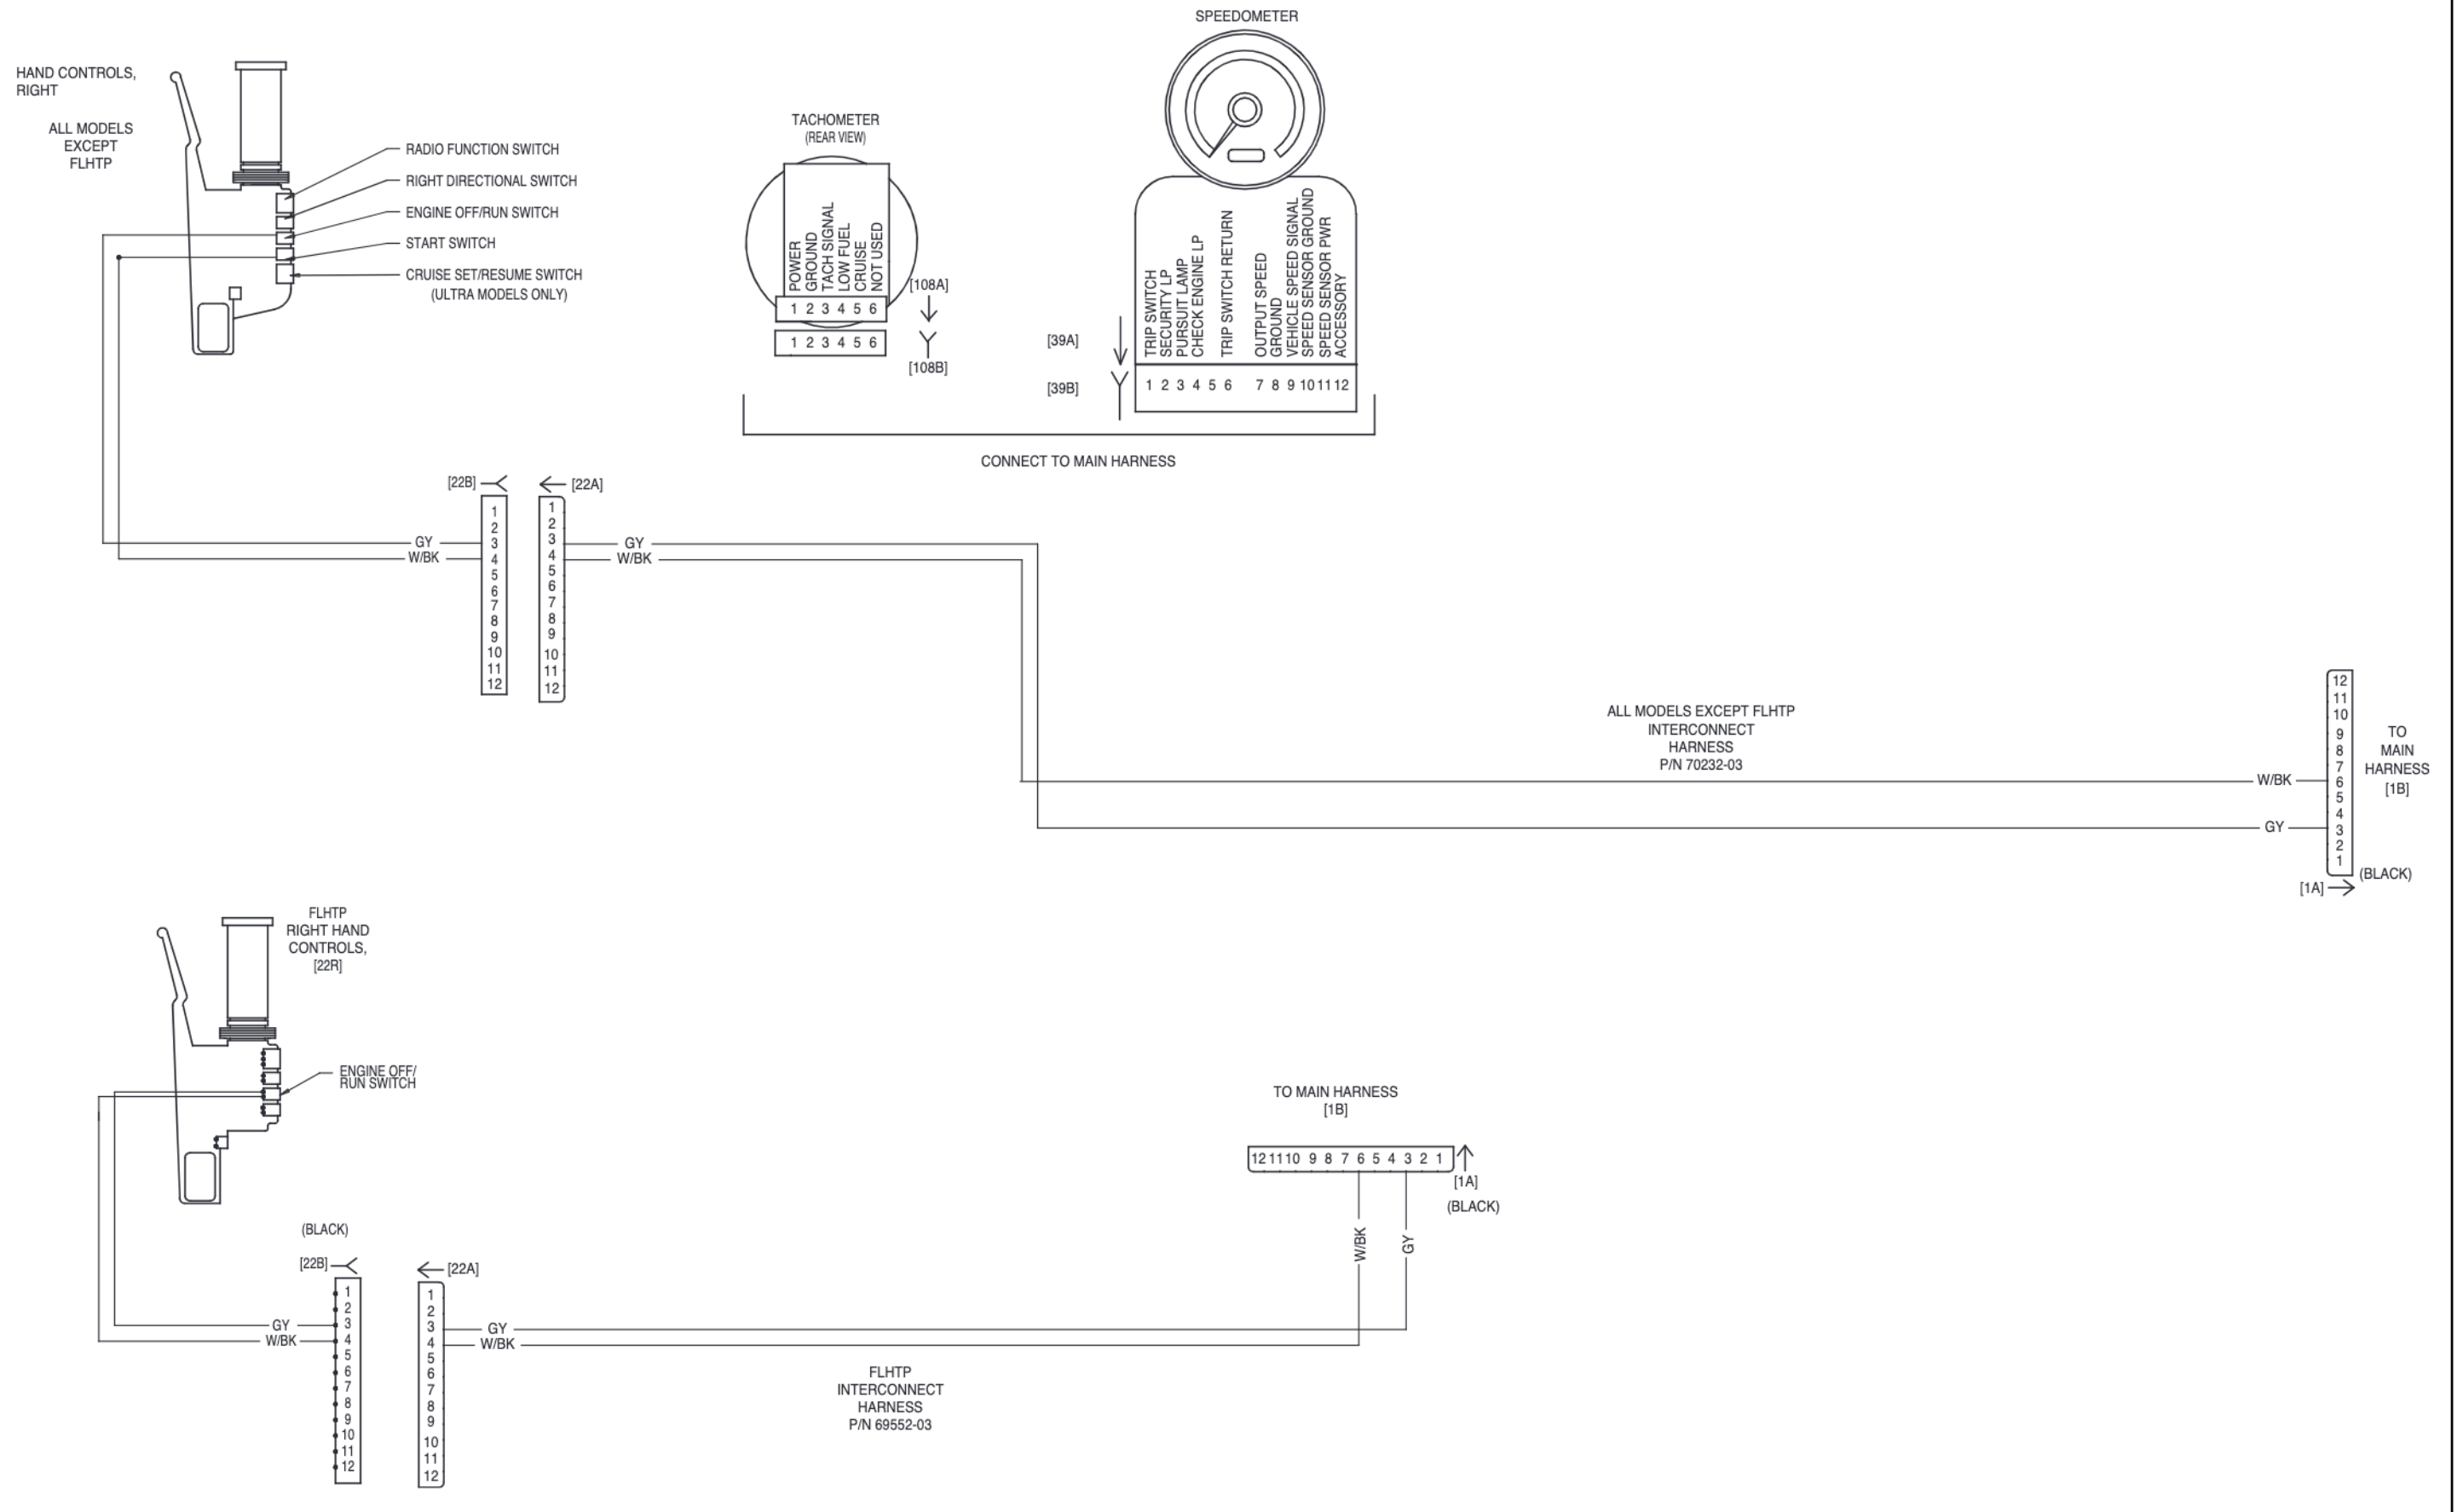 SPEEDOMETER
HAND CONTROLS,
RIGHT
ALL MODELS
EXCEPT
FLHTP
RADIO FUNCTION SWITCH
RIGHT DIRECTIONAL SWITCH
ENGINE OFF/RUN SWITCH
START SWITCH
CRUISE SET/RESUME SWITCH
(ULTRA MODELS ONLY)
TACHOMETER
(REAR VIEW)
POWER
GROUND
TACH SIGNAL
LOW FUEL
CRUISE
NOT USED
1 2 3 4 5 6
[108A]
1 2 3 4 5 6
[108B]
TRIP SWITCH
SECURITY LP
PURSUIT LAMP
CHECK ENGINE LP
TRIP SWITCH RETURN
OUTPUT SPEED
GROUND
VEHICLE SPEED SIGNAL
SPEED SENSOR GROUND
SPEED SENSOR PWR
ACCESSORY
[39A]
[39B]
1 2 3 4 5 6 7 8 9 10 11 12
CONNECT TO MAIN HARNESS
[22B]
1
2
3
4
5
6
7
8
9
10
11
12
GY
W/BK
[22A]
1
2
3
4
5
6
7
8
9
10
11
12
GY
W/BK
ALL MODELS EXCEPT FLHTP
INTERCONNECT
HARNESS
P/N 70232-03
W/BK
GY
12
11
10
9
8
7
6
5
4
3
2
1
TO
MAIN
HARNESS
[1B]
(BLACK)
[1A]
FLHTP
RIGHT HAND
CONTROLS,
[22R]
ENGINE OFF/
RUN SWITCH
TO MAIN HARNESS
[1B]
12 11 10 9 8 7 6 5 4 3 2 1
[1A]
(BLACK)
W/BK
GY
(BLACK)
[22B]
1
2
3
4
5
6
7
8
9
10
11
12
GY
W/BK
[22A]
1
2
3
4
5
6
7
8
9
10
11
12
GY
W/BK
FLHTP
INTERCONNECT
HARNESS
P/N 69552-03